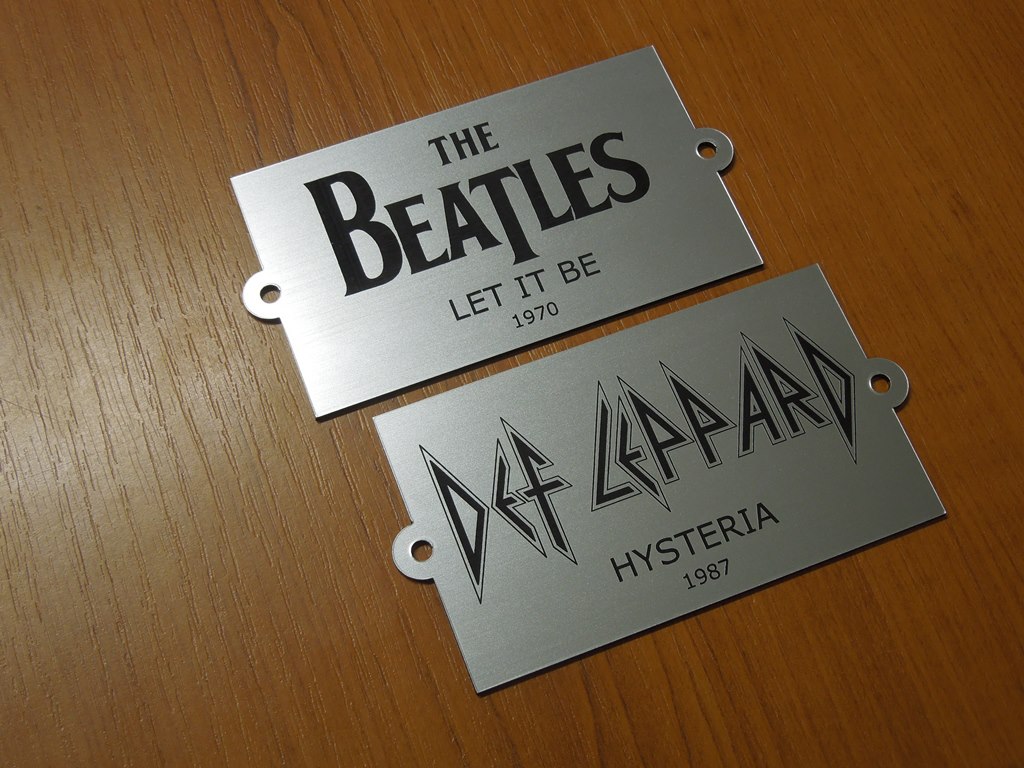 THE
BEATLES
LET IT BE
1970
DEF LEPPARD
HYSTERIA
1987